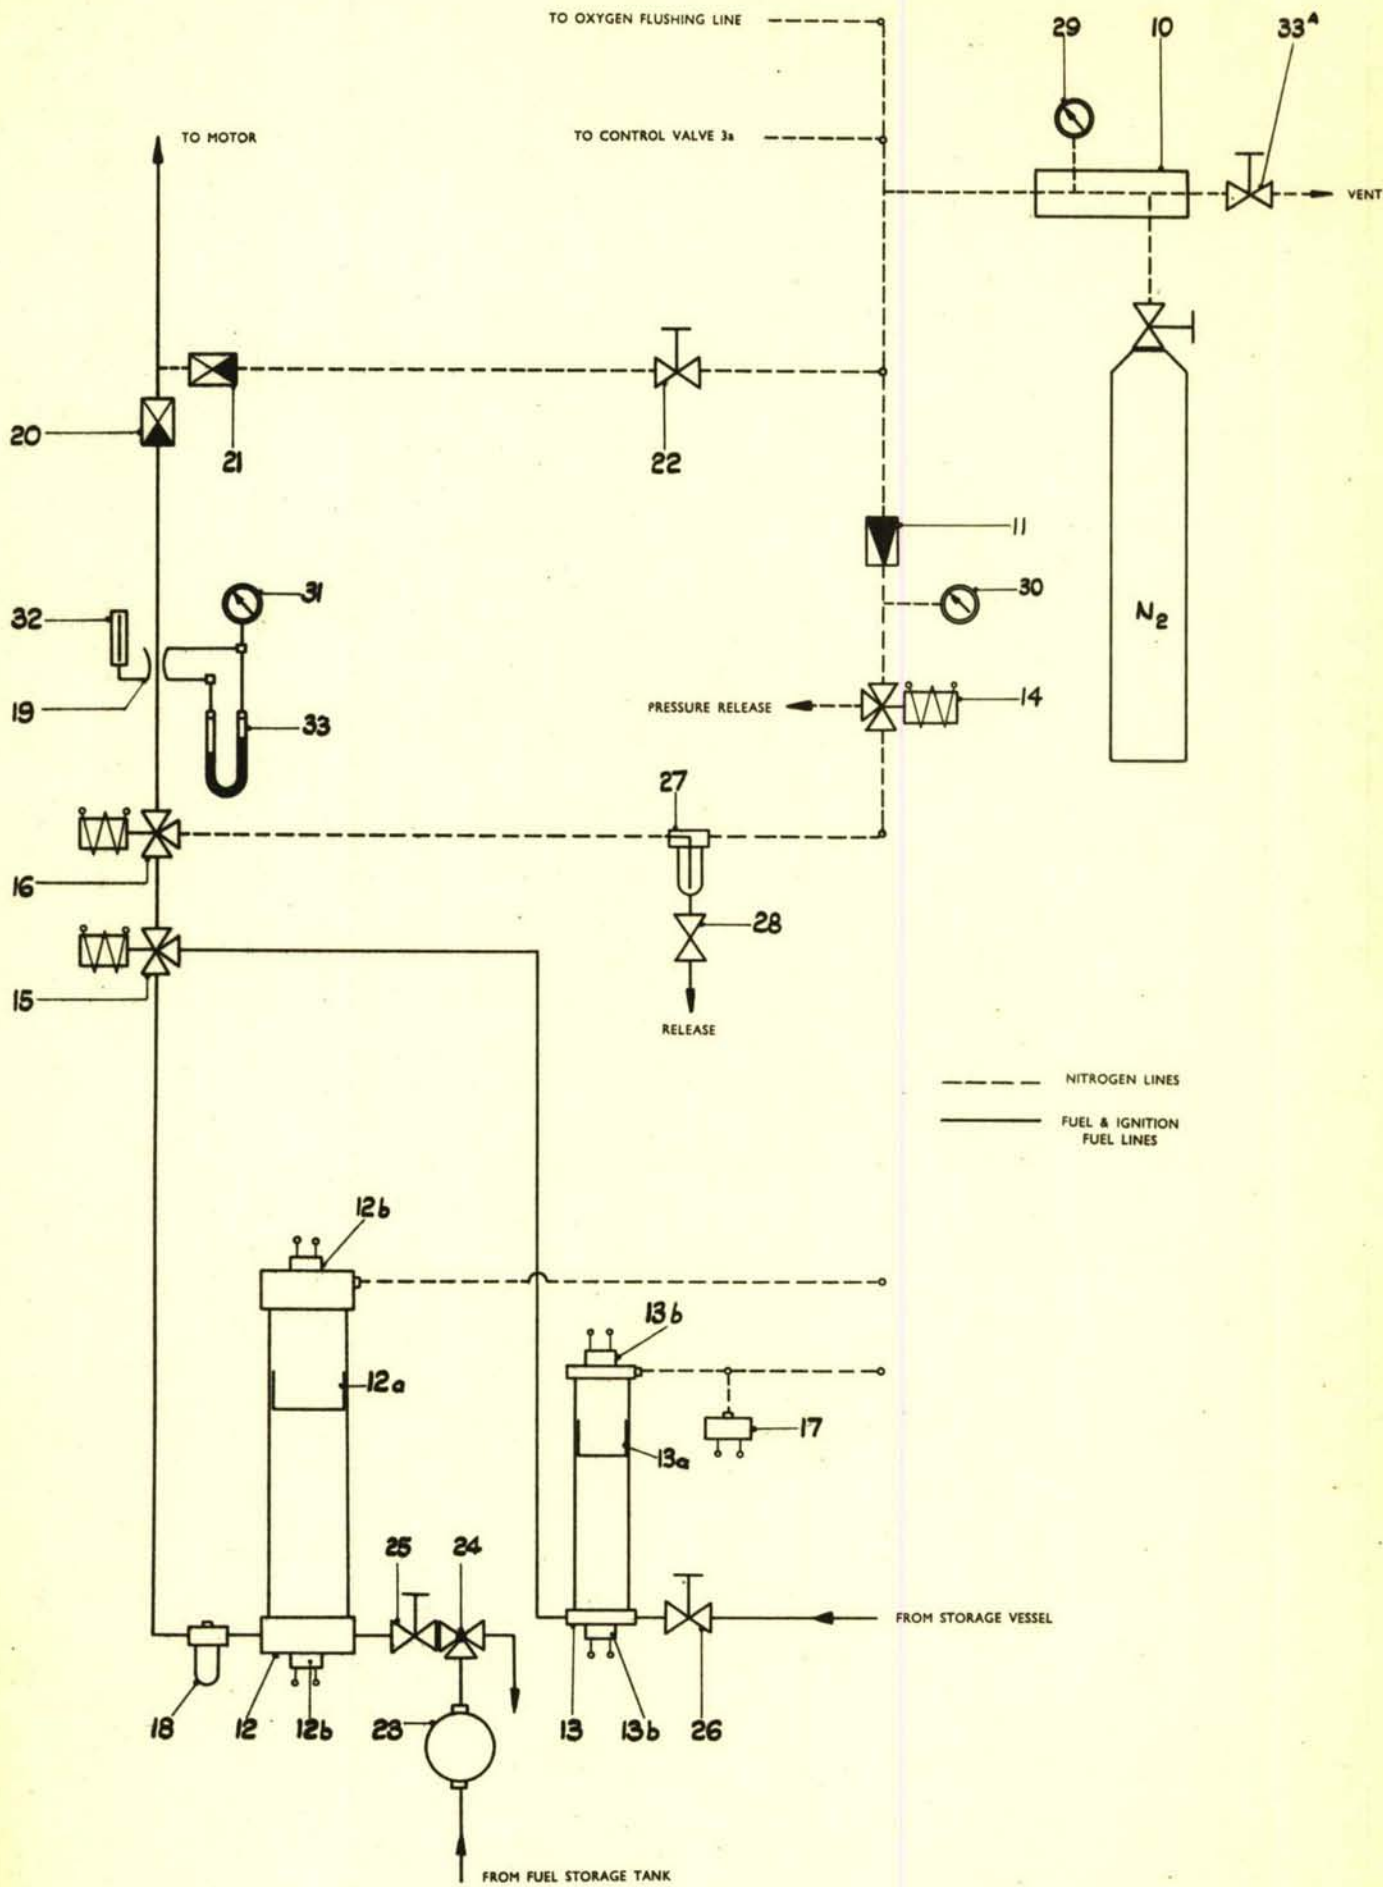 TO OXYGEN FLUSHING LINE
29
10
33A
TO MOTOR
TO CONTROL VALVE 3a
VENT
20
21
22
11
30
N2
32
31
19
33
PRESSURE RELEASE
14
27
16
28
15
RELEASE
NITROGEN LINES
FUEL & IGNITION
FUEL LINES
12b
13b
12a
17
13a
25
24
FROM STORAGE VESSEL
18
12
12b
23
13
13b
26
FROM FUEL STORAGE TANK